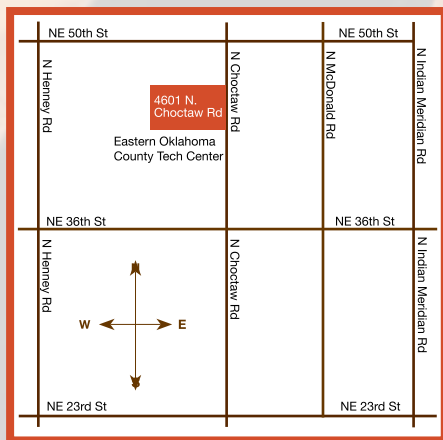 NE 50th St
NE 50th St
N Henney Rd
N Choctaw Rd
N McDonald Rd
N Indian Meridian Rd
4601 N.
Choctaw Rd
Eastern Oklahoma
County Tech Center
NE 36th St
NE 36th St
N Henney Rd
N Choctaw Rd
N Indian Meridian Rd
N
W
E
S
NE 23rd St
NE 23rd St